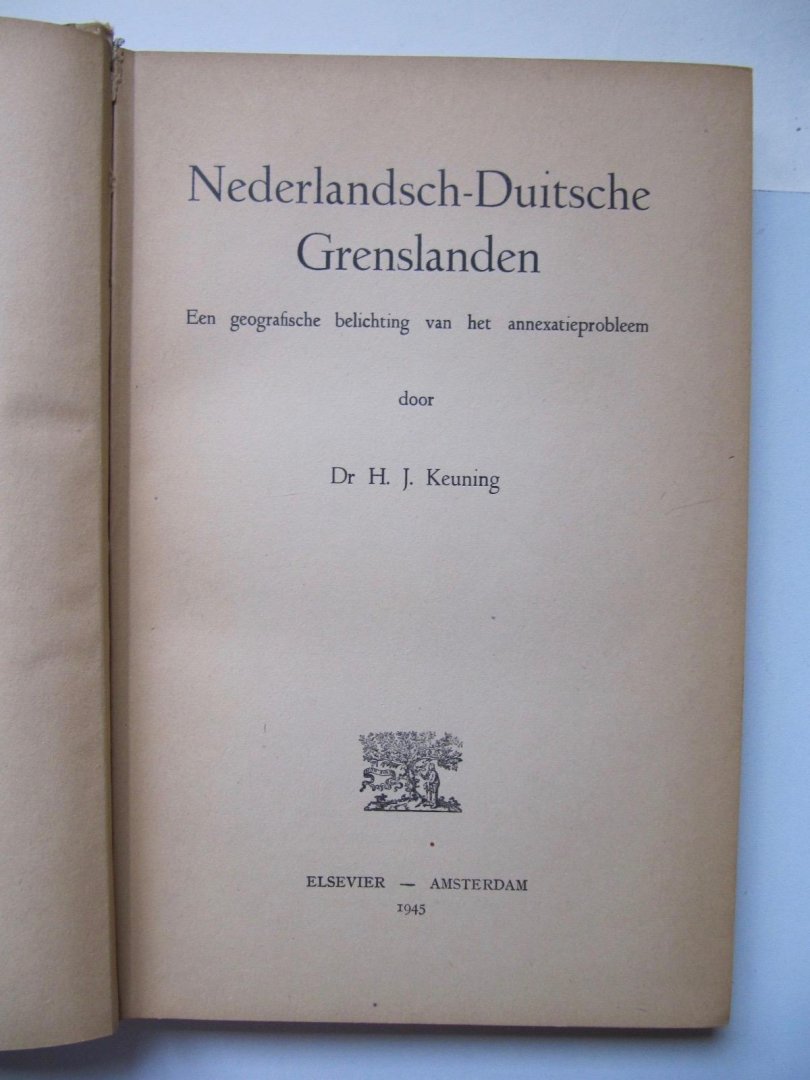 Nederlandsch-Duitsche
Grenslanden
Een geografische belichting van het annexatieprobleem
door
Dr H. J. Keuning
ELSEVIER — AMSTERDAM
1945